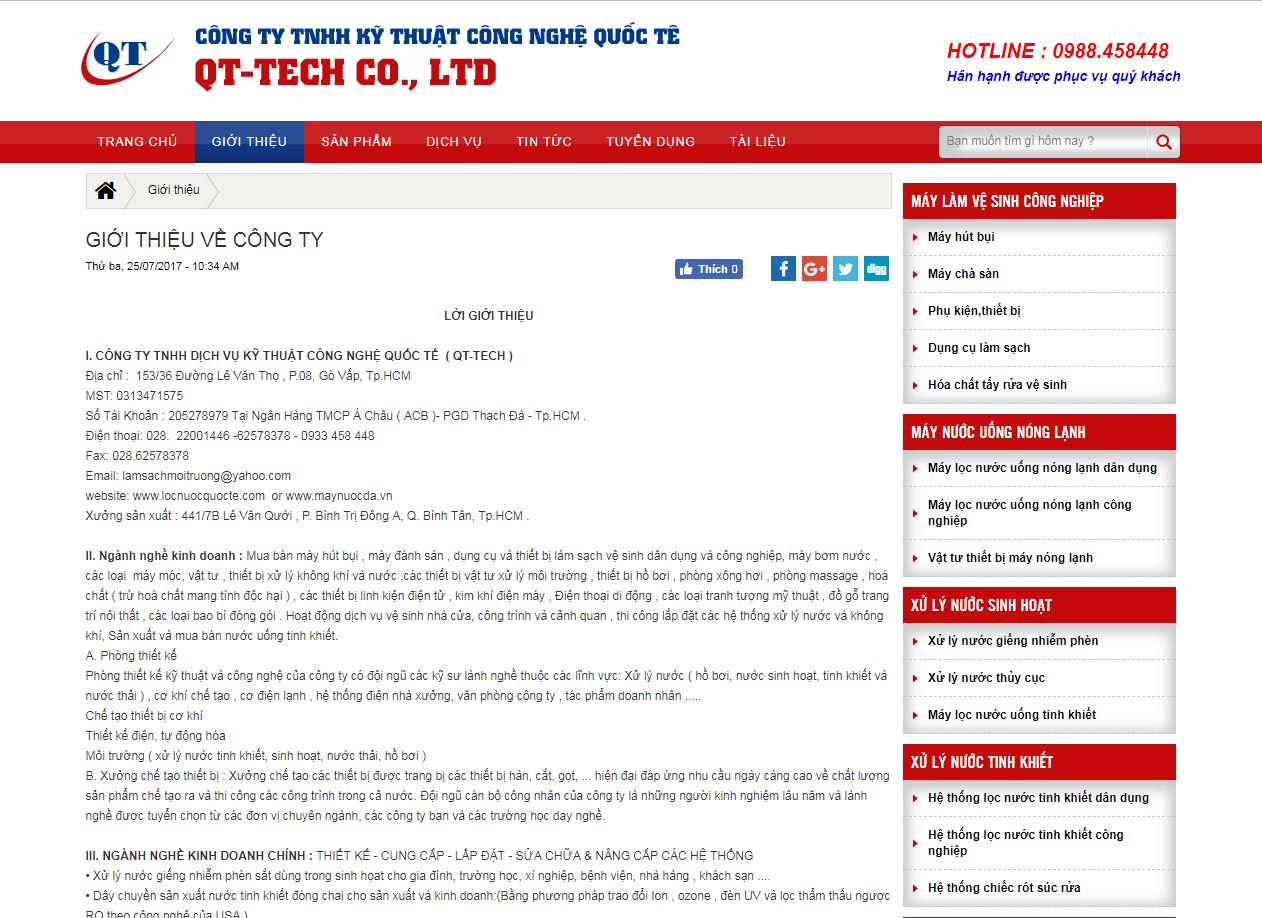 QT
CÔNG TY TNHH KỸ THUẬT CÔNG NGHỆ QUỐC TẾ
QT-TECH CO., LTD
HOTLINE : 0988.458448
Hân hạnh được phục vụ quý khách
TRANG CHỦ GIỚI THIỆU SẢN PHẨM DỊCH VỤ TIN TỨC TUYỂN DỤNG TÀI LIỆU
Bạn muốn tìm gì hôm nay ?
Giới thiệu
GIỚI THIỆU VỀ CÔNG TY
Thứ ba, 25/07/2017 - 10:34 AM
Thích 0
f G+ digg
LỜI GIỚI THIỆU
I. CÔNG TY TNHH DỊCH VỤ KỸ THUẬT CÔNG NGHỆ QUỐC TẾ ( QT-TECH )
Địa chỉ : 153/36 Đường Lê Văn Thọ , P.08, Gò Vấp, Tp.HCM
MST: 0313471575
Số Tài Khoản : 205278979 Tại Ngân Hàng TMCP Á Châu ( ACB )- PGD Thạch Đà - Tp.HCM .
Điện thoại: 028. 22001446 -62578378 - 0933 458 448
Fax: 028.62578378
Email: lamsachmoitruong@yahoo.com
website: www.locnuocquocte.com or www.maynuocda.vn
Xưởng sản xuất : 441/7B Lê Văn Quới , P. Bình Trị Đông A, Q. Bình Tân, Tp.HCM .
II. Ngành nghề kinh doanh : Mua bán máy hút bụi , máy đánh sàn , dụng cụ và thiết bị làm sạch vệ sinh dân dụng và công nghiệp, máy bơm nước ,
các loại máy móc, vật tư , thiết bị xử lý không khí và nước ,các thiết bị vật tư xử lý môi trường , thiết bị hồ bơi , phòng xông hơi , phòng massage , hoá
chất ( trừ hoá chất mang tính độc hại ) , các thiết bị linh kiện điện tử , kim khí điện máy , Điện thoại di động , các loại tranh tượng mỹ thuật , đồ gỗ trang
trí nội thất , các loại bao bì đóng gói . Hoạt động dịch vụ vệ sinh nhà cửa, công trình và cảnh quan , thi công lắp đặt các hệ thống xử lý nước và không
khí, Sản xuất và mua bán nước uống tinh khiết.
A. Phòng thiết kế
Phòng thiết kế kỹ thuật và công nghệ của công ty có đội ngũ các kỹ sư lành nghề thuộc các lĩnh vực: Xử lý nước ( hồ bơi, nước sinh hoạt, tinh khiết và
nước thải ) , cơ khí chế tạo , cơ điện lạnh , hệ thống điện nhà xưởng, văn phòng công ty , tác phẩm doanh nhân .....
Chế tạo thiết bị cơ khí
Thiết kế điện, tự động hóa
Môi trường ( xử lý nước tinh khiết, sinh hoạt, nước thải, hồ bơi )
B. Xưởng chế tạo thiết bị : Xưởng chế tạo các thiết bị được trang bị các thiết bị hàn, cắt, gọt, ... hiện đại đáp ứng nhu cầu ngày càng cao về chất lượng
sản phẩm chế tạo ra và thi công các công trình trong cả nước. Đội ngũ cán bộ công nhân của công ty là những người kinh nghiệm lâu năm và lành
nghề được tuyển chọn từ các đơn vị chuyên ngành, các công ty bạn và các trường học dạy nghề.
III. NGÀNH NGHỀ KINH DOANH CHÍNH : THIẾT KẾ - CUNG CẤP - LẮP ĐẶT - SỬA CHỮA & NÂNG CẤP CÁC HỆ THỐNG
• Xử lý nước giếng nhiễm phèn sắt dùng trong sinh họat cho gia đình, trường học, xí nghiệp, bệnh viện, nhà hàng , khách sạn ....
• Dây chuyền sản xuất nước tinh khiết đóng chai cho sản xuất và kinh doanh:(Bằng phương pháp trao đổi Ion , ozone , đèn UV và lọc thẩm thấu ngược
RO theo công nghệ của USA )
MÁY LÀM VỆ SINH CÔNG NGHIỆP
Máy hút bụi
Máy chà sàn
Phụ kiện,thiết bị
Dụng cụ làm sạch
Hóa chất tẩy rửa vệ sinh
MÁY NƯỚC UỐNG NÓNG LẠNH
Máy lọc nước uống nóng lạnh dân dụng
Máy lọc nước uống nóng lạnh công
nghiệp
Vật tư thiết bị máy nóng lạnh
XỬ LÝ NƯỚC SINH HOẠT
Xử lý nước giếng nhiễm phèn
Xử lý nước thủy cục
Máy lọc nước uống tinh khiết
XỬ LÝ NƯỚC TINH KHIẾT
Hệ thống lọc nước tinh khiết dân dụng
Hệ thống lọc nước tinh khiết công
nghiệp
Hệ thống chiếc rót súc rửa